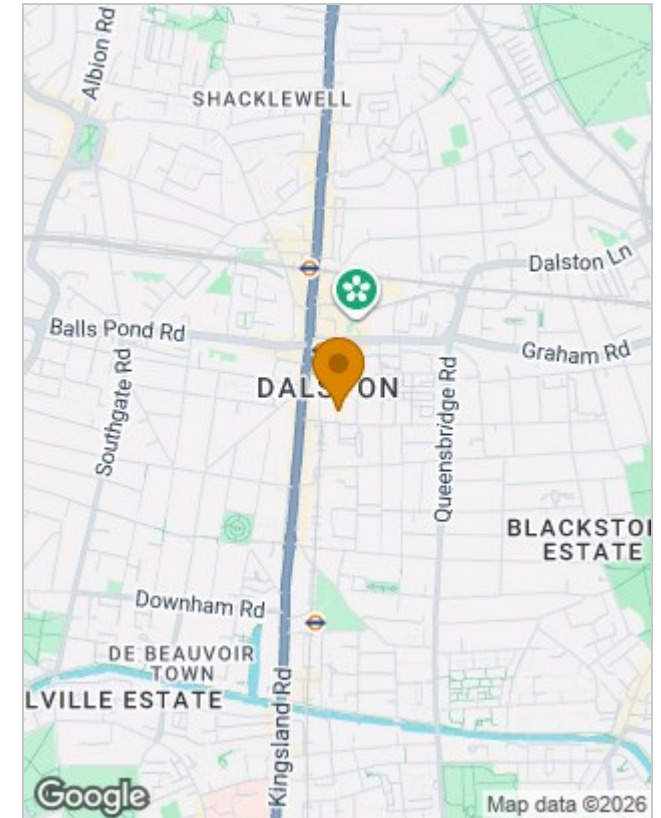 Albion Rd
SHACKLEWELL
Dalston Ln
Balls Pond Rd
Graham Rd
DALSTON
Southgate Rd
Queensbridge Rd
BLACKSTO
ESTATE
Downham Rd
DE BEAUVOIR
TOWN
LVILLE ESTATE
Kingsland Rd
Google
Map data ©2026